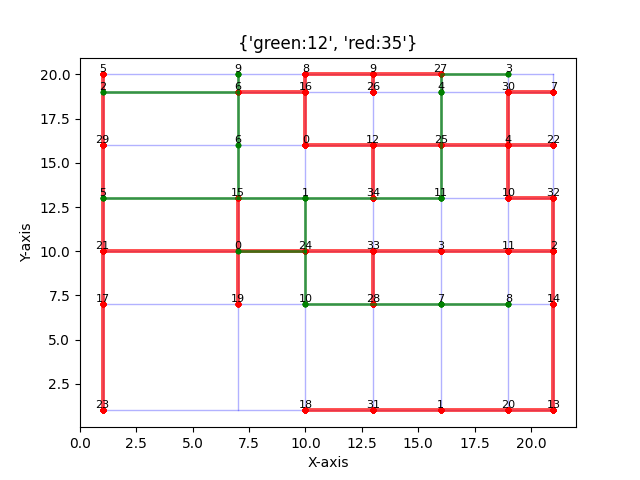 {'green:12', 'red:35'}
20.0
17.5
15.0
12.5
10.0
7.5
5.0
2.5
Y-axis
5 9 8 9 27 3
2 6 16 26 4 30 7
29 6 0 12 25 4 22
5 15 1 34 11 10 32
21 0 24 33 3 11 2
17 19 10 28 7 8 14
23 18 31 1 20 13
0.0 2.5 5.0 7.5 10.0 12.5 15.0 17.5 20.0
X-axis